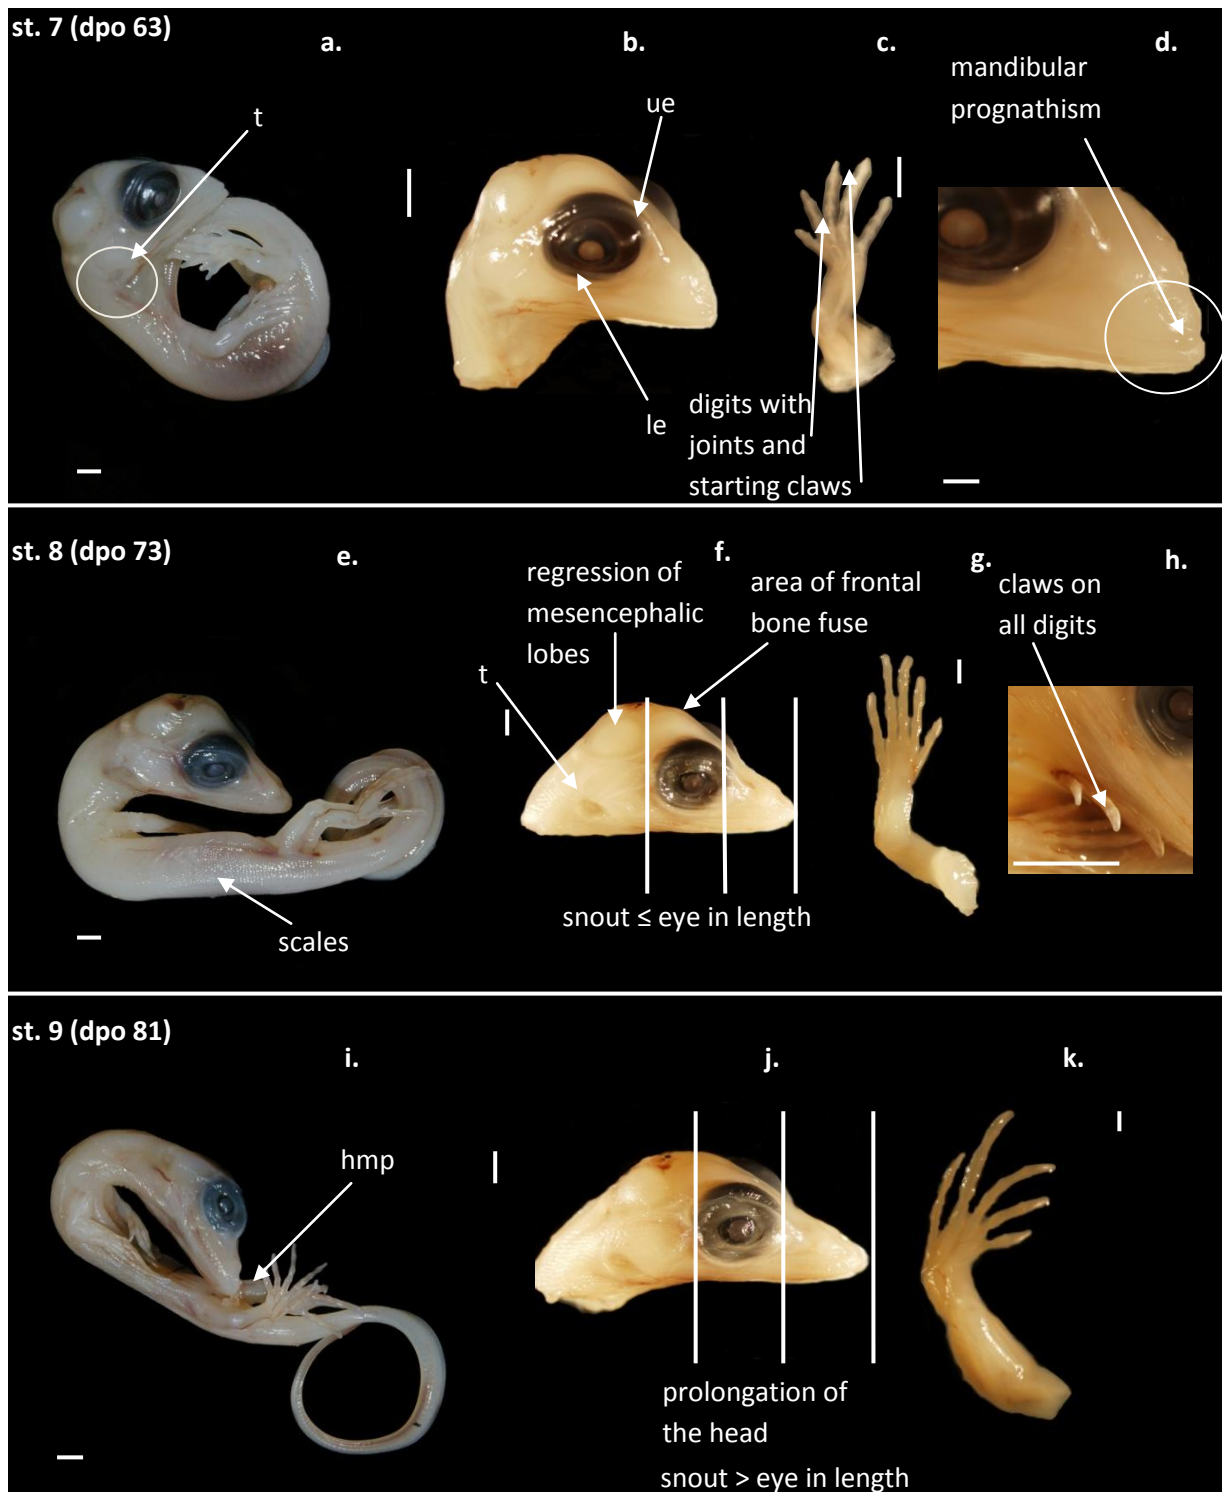 st. 7 (dpo 63)
a.
b.
c.
d.
t
ue
mandibular
prognathism
le
digits with
joints and
starting claws
st. 8 (dpo 73)
e.
f.
g.
h.
regression of
mesencephalic
lobes
area of frontal
bone fuse
claws on
all digits
t
snout ≤ eye in length
scales
st. 9 (dpo 81)
i.
j.
k.
hmp
prolongation of
the head
snout > eye in length